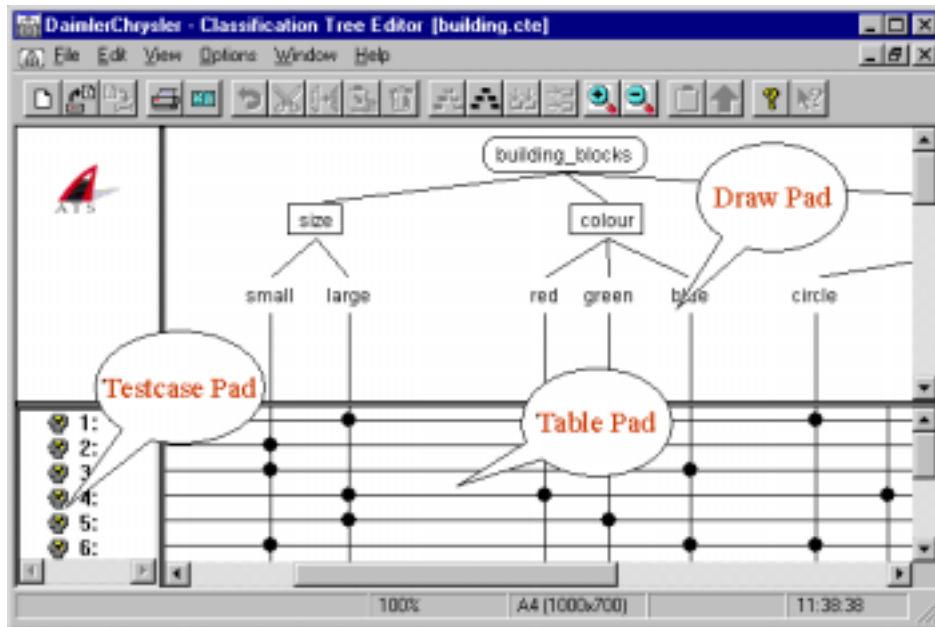 DaimlerChrysler - Classification Tree Editor [building.cte]
File Edit View Options Window Help
building_blocks
Draw Pad
size colour
small large red green blue circle
ATS
Testcase Pad
Table Pad
1:
2:
3
4:
5:
6:
100% A4 (1000x700) 11:38:38